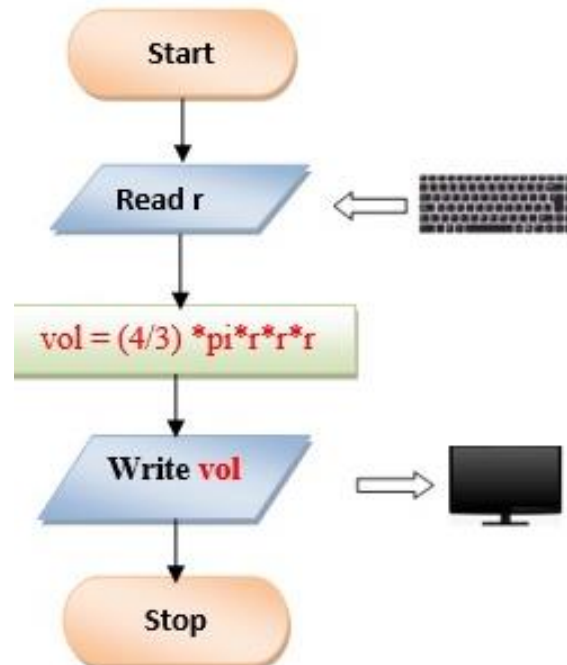 Start
Read r
vol = (4/3) *pi*r*r*r
Write vol
Stop